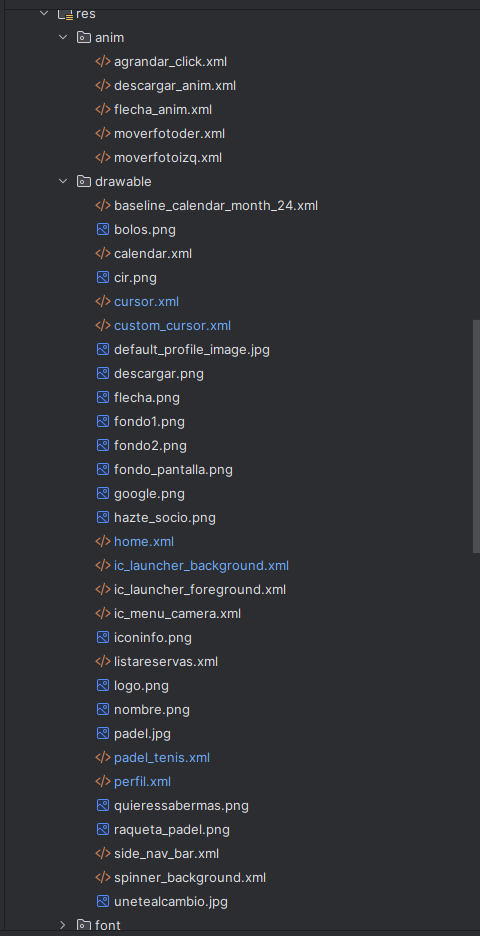 res
anim
agrandar_click.xml
descargar_anim.xml
flecha_anim.xml
moverfotoder.xml
moverfotoizq.xml
drawable
baseline_calendar_month_24.xml
bolos.png
calendar.xml
cir.png
cursor.xml
custom_cursor.xml
default_profile_image.jpg
descargar.png
flecha.png
fondo1.png
fondo2.png
fondo_pantalla.png
google.png
hazte_socio.png
home.xml
ic_launcher_background.xml
ic_launcher_foreground.xml
ic_menu_camera.xml
iconinfo.png
listareservas.xml
logo.png
nombre.png
padel.jpg
padel_tenis.xml
perfil.xml
quieressabermas.png
raqueta_padel.png
side_nav_bar.xml
spinner_background.xml
unetealcambio.jpg
font